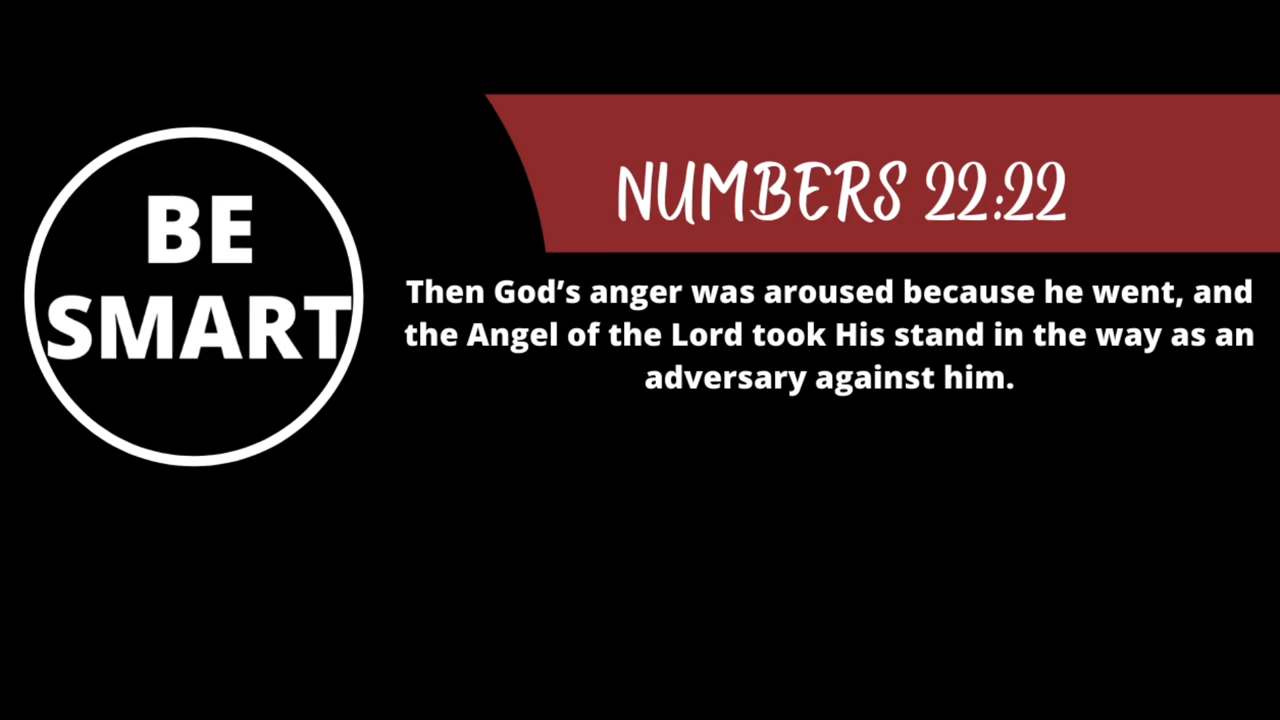 BE
SMART
NUMBERS 22:22
Then God’s anger was aroused because he went, and
the Angel of the Lord took His stand in the way as an
adversary against him.